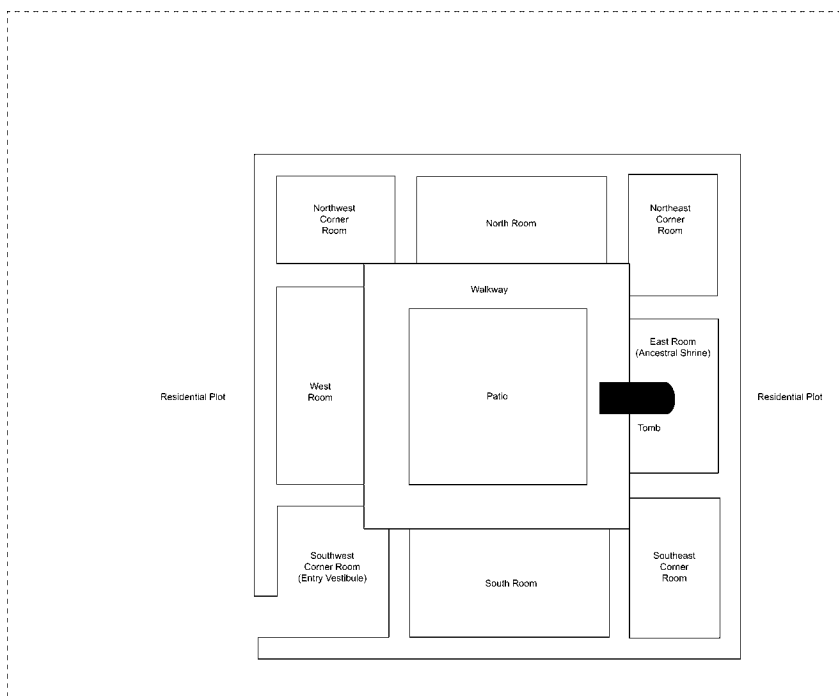 Northwest
Corner
Room
North Room
Northeast
Corner
Room
Walkway
East Room
(Ancestral Shrine)
Residential Plot
West
Room
Patio
Residential Plot
Tomb
Southwest
Corner Room
(Entry Vestibule)
South Room
Southeast
Corner
Room